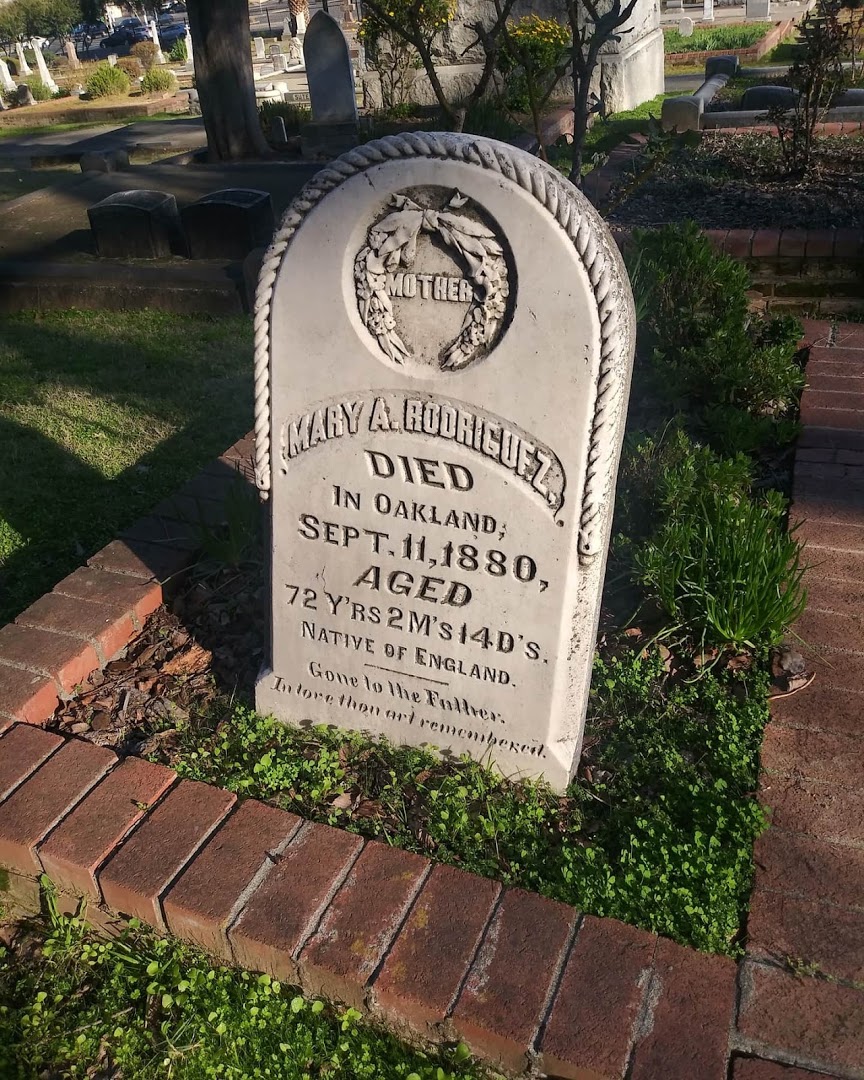 MOTHER
MARY A. RODRIGUEZ.
DIED
IN OAKLAND,
SEPT. 11, 1880,
AGED
72 Y'RS 2 M'S 14 D'S.
NATIVE OF ENGLAND.
Gone to the Father.
In love thou art remembered.